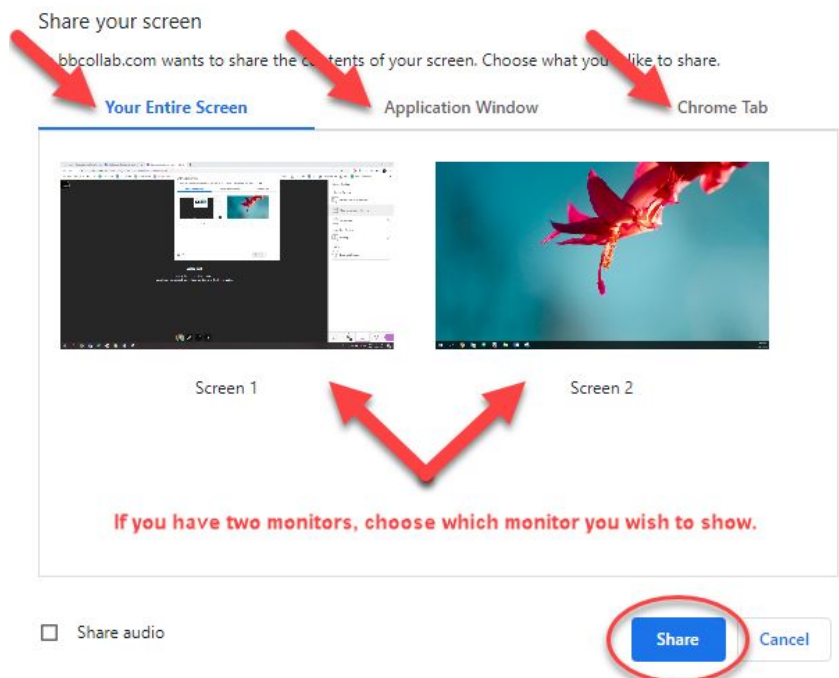 Share your screen
bbcollab.com wants to share the contents of your screen. Choose what you like to share.
Your Entire Screen
Application Window
Chrome Tab
Screen 1
Screen 2
If you have two monitors, choose which monitor you wish to show.
Share audio
Share
Cancel